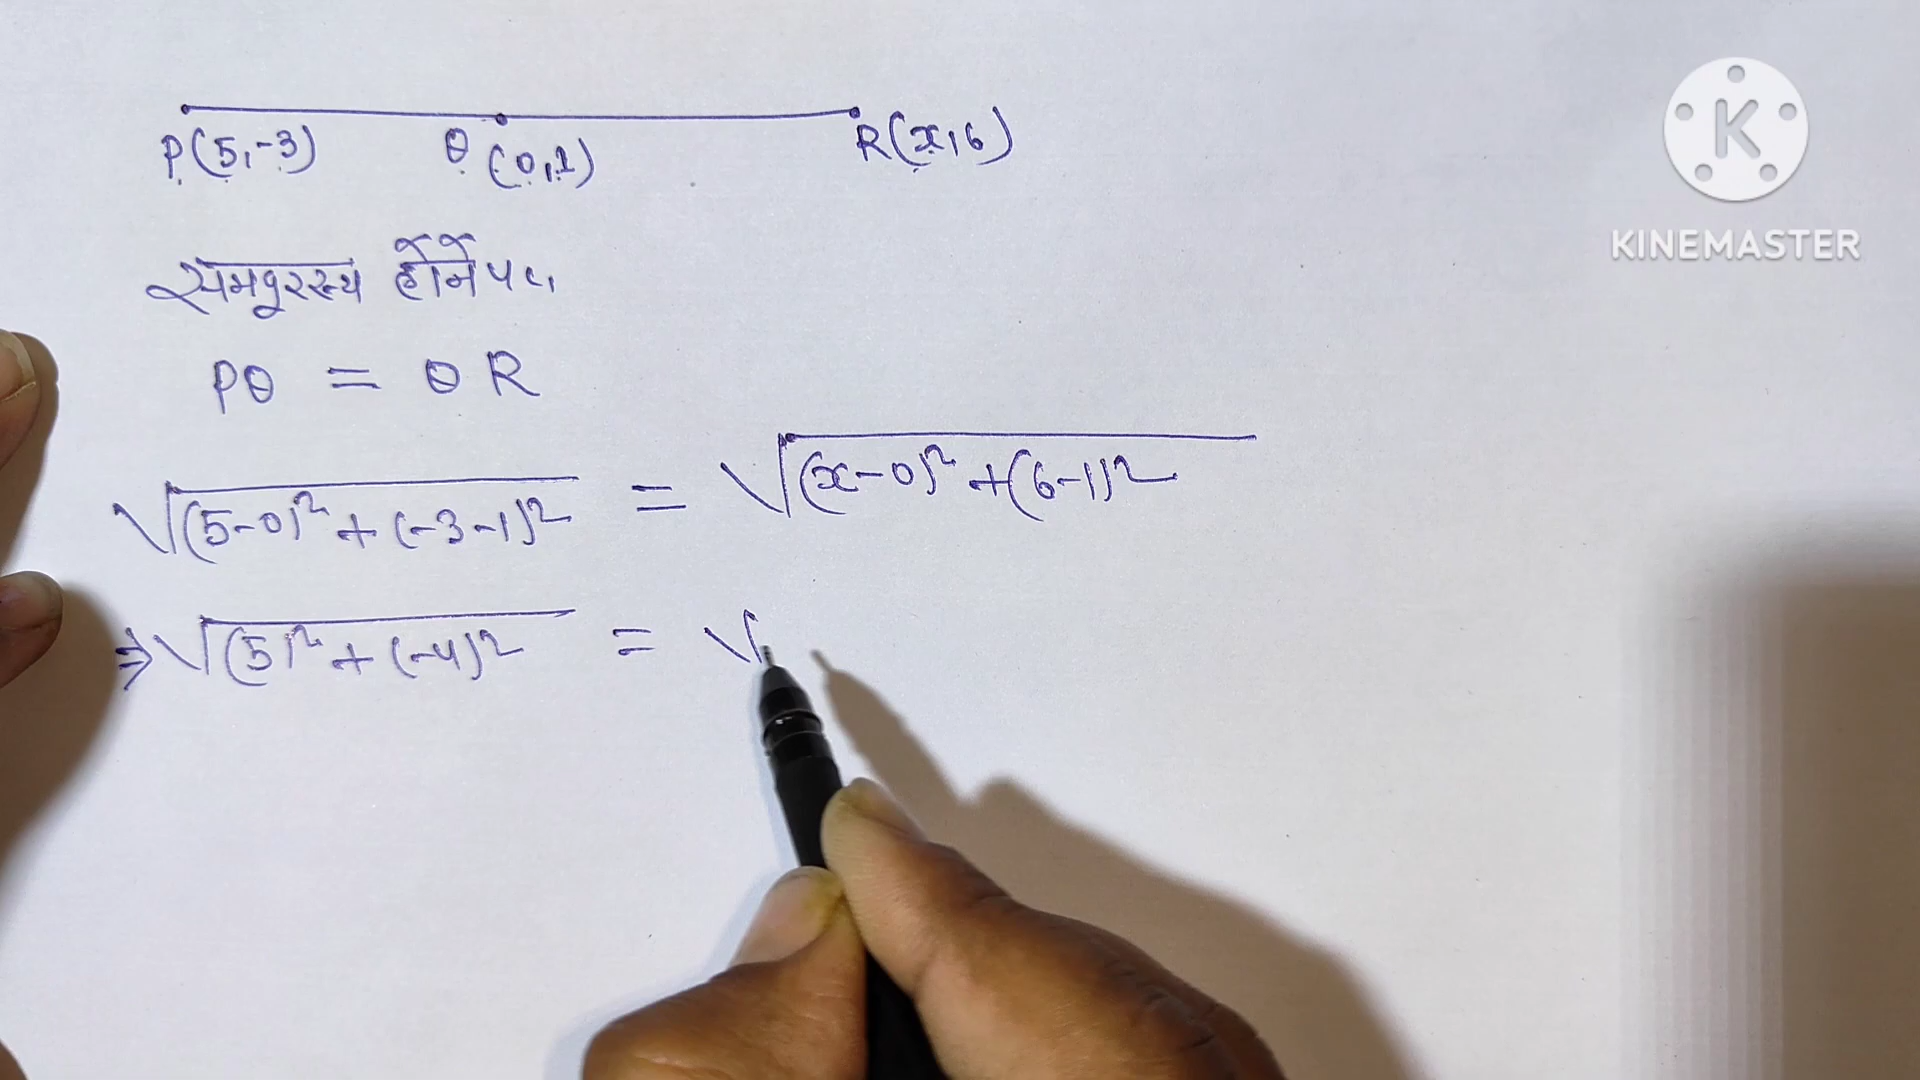 P(5,-3) Q (0,1) R(x,6)
समदूरस्थ होने पर,
PQ = QR
√(5-0)² + (-3-1)² = √(x-0)² + (6-1)²
⇒ √(5)² + (-4)² = √
K
KINEMASTER